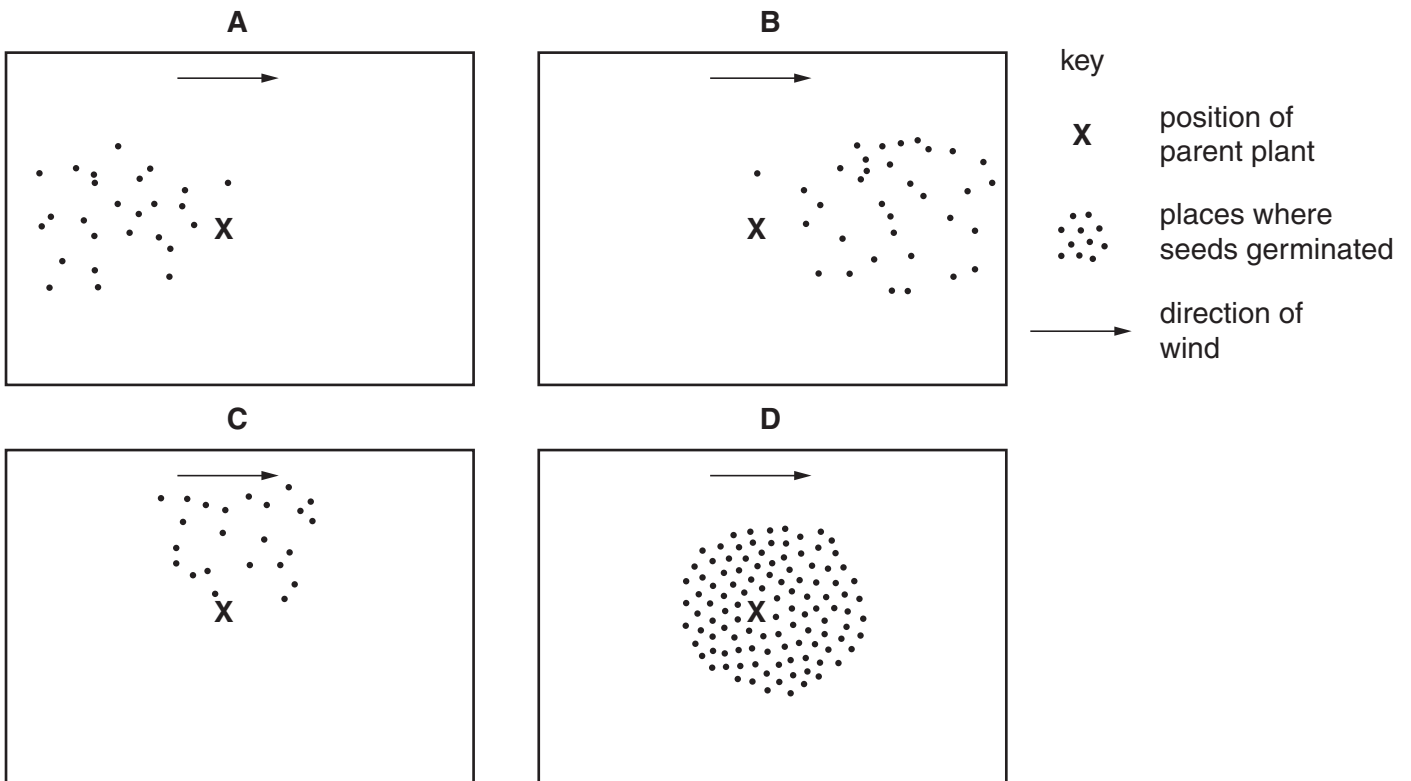 A
B
key
X
position of
parent plant
X
X
places where
seeds germinated
direction of
wind
C
D
X
X